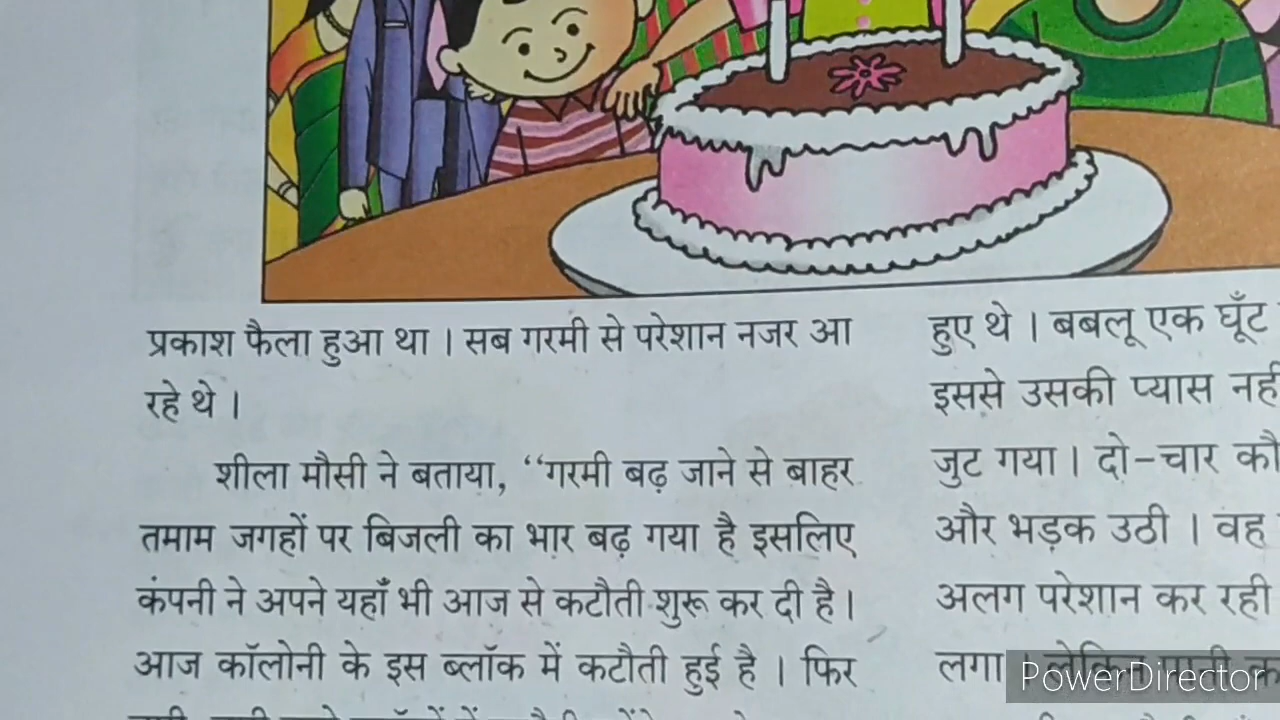 प्रकाश फैला हुआ था । सब गरमी से परेशान नजर आ
रहे थे ।
शीला मौसी ने बताया, “गरमी बढ़ जाने से बाहर
तमाम जगहों पर बिजली का भार बढ़ गया है इसलिए
कंपनी ने अपने यहाँ भी आज से कटौती शुरू कर दी है ।
आज कॉलोनी के इस ब्लॉक में कटौती हुई है । फिर
हुए थे । बबलू एक घूँट
इससे उसकी प्यास
जुट गया । दो-चार
और भड़क उठी । वह
अलग परेशान कर रही
लगा । लेकिन
PowerDirector